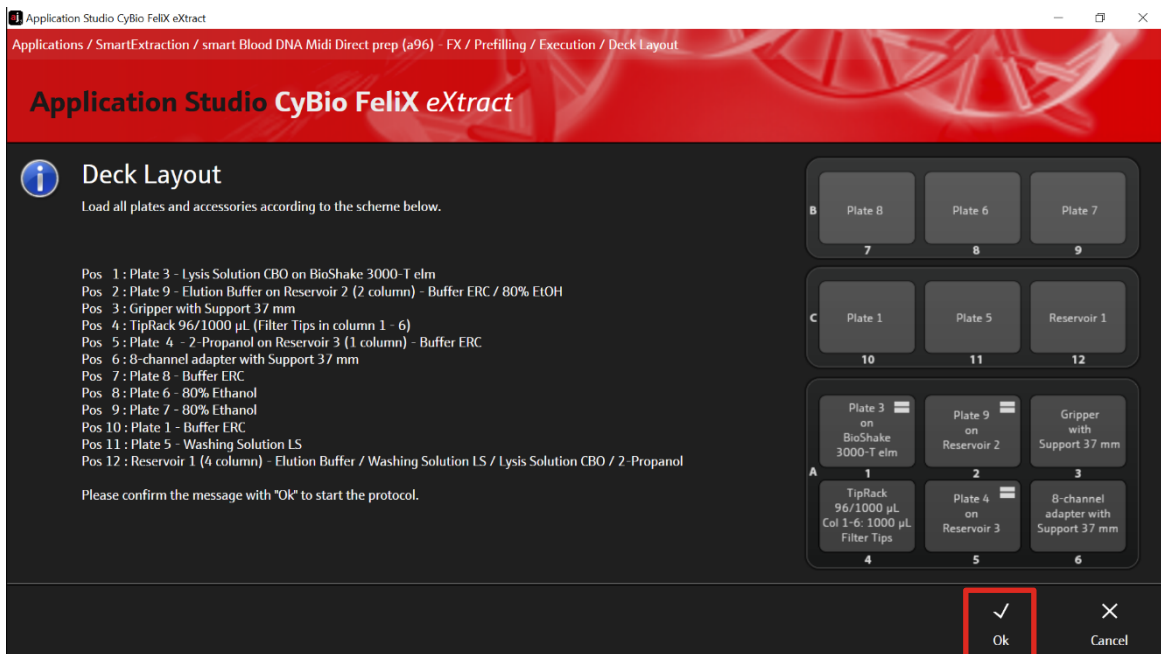 Application Studio CyBio FeliX eXtract
Applications / SmartExtraction / smart Blood DNA Midi Direct prep (a96) - FX / Prefilling / Execution / Deck Layout
Application Studio CyBio FeliX eXtract
Deck Layout
Load all plates and accessories according to the scheme below.
Pos 1 : Plate 3 - Lysis Solution CBO on BioShake 3000-T elm
Pos 2 : Plate 9 - Elution Buffer on Reservoir 2 (2 column) - Buffer ERC / 80% EtOH
Pos 3 : Gripper with Support 37 mm
Pos 4 : TipRack 96/1000 µL (Filter Tips in column 1 - 6)
Pos 5 : Plate 4 - 2-Propanol on Reservoir 3 (1 column) - Buffer ERC
Pos 6 : 8-channel adapter with Support 37 mm
Pos 7 : Plate 8 - Buffer ERC
Pos 8 : Plate 6 - 80% Ethanol
Pos 9 : Plate 7 - 80% Ethanol
Pos 10 : Plate 1 - Buffer ERC
Pos 11 : Plate 5 - Washing Solution LS
Pos 12 : Reservoir 1 (4 column) - Elution Buffer / Washing Solution LS / Lysis Solution CBO / 2-Propanol
Please confirm the message with "Ok" to start the protocol.
B
Plate 8
Plate 6
Plate 7
7
8
9
C
Plate 1
Plate 5
Reservoir 1
10
11
12
A
Plate 3
on
BioShake
3000-T elm
1
Plate 9
on
Reservoir 2
2
Gripper
with
Support 37 mm
3
TipRack
96/1000 µL
Col 1-6: 1000 µL
Filter Tips
4
Plate 4
on
Reservoir 3
5
8-channel
adapter with
Support 37 mm
6
Ok
Cancel